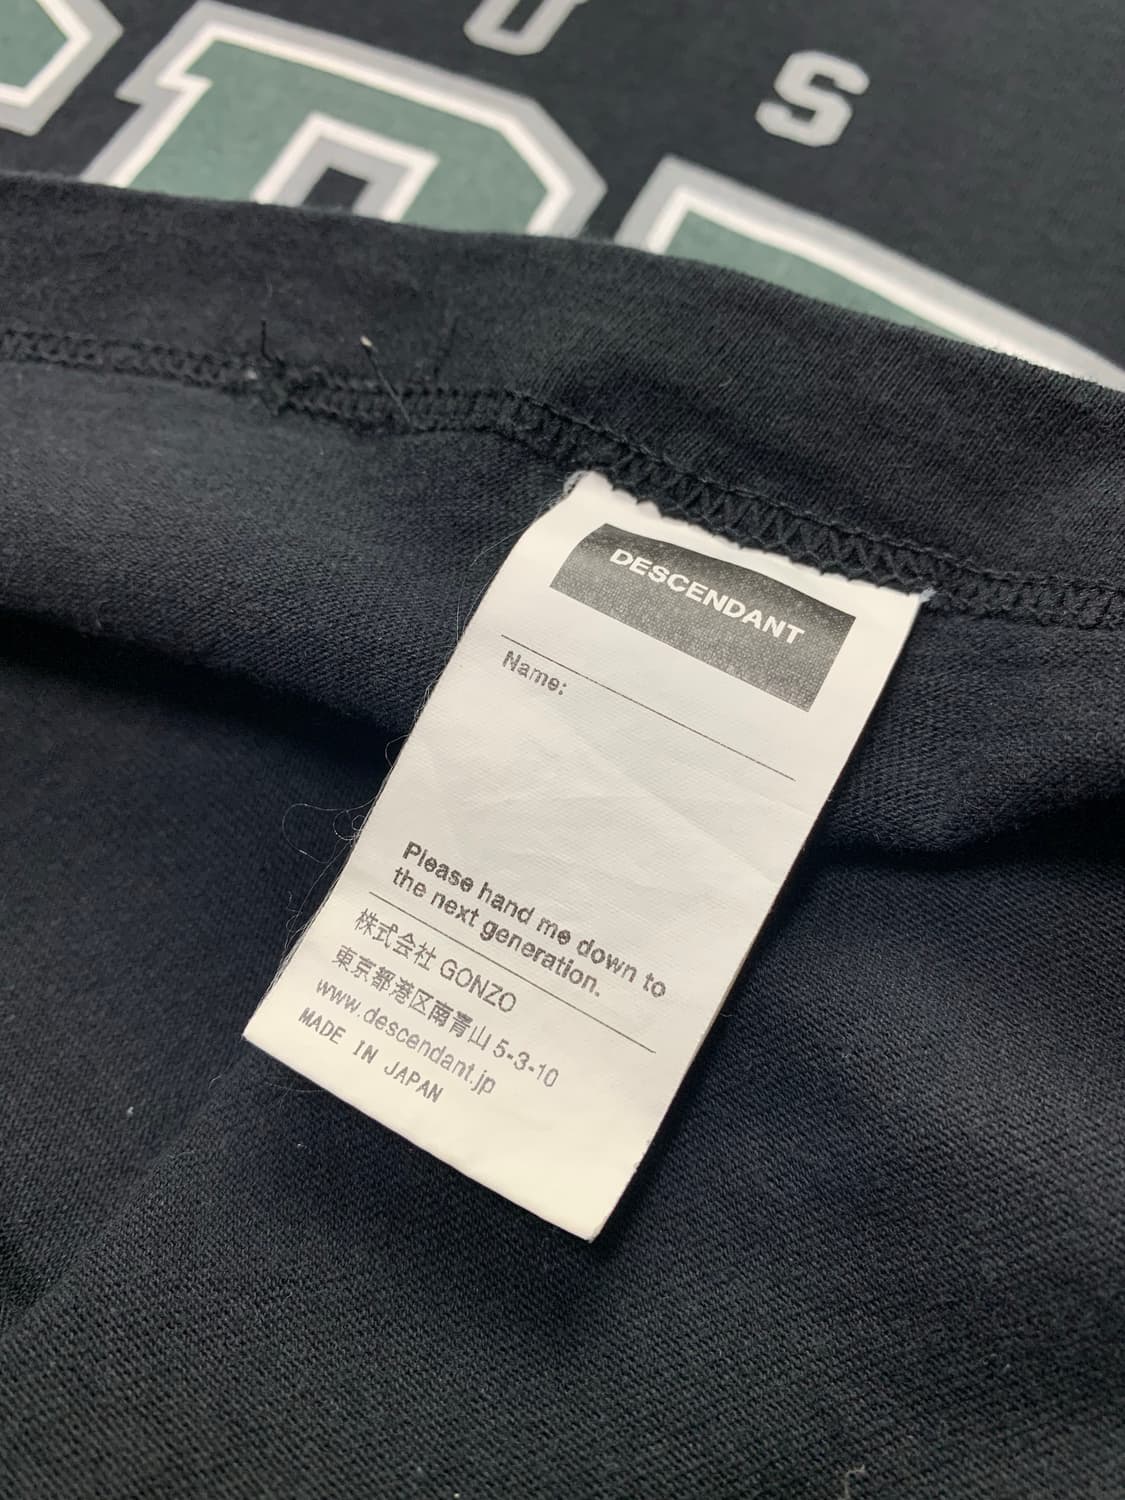 S
DESCENDANT
Name:
Please hand me down to
the next generation.
株式会社 GONZO
東京都港区南青山 5-3-10
www.descendant.jp
MADE IN JAPAN